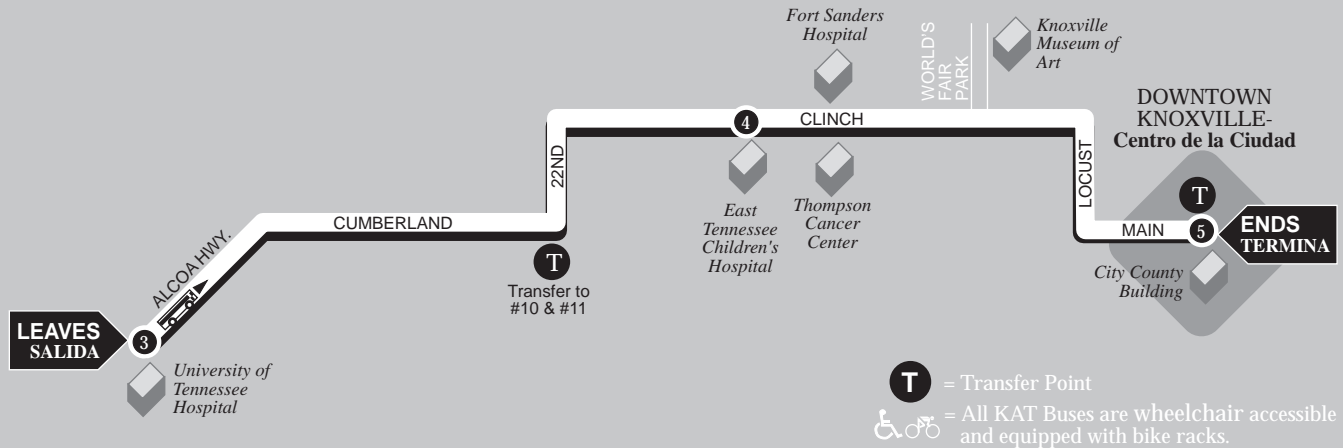 Fort Sanders
Hospital
WORLD'S
FAIR
PARK
Knoxville
Museum of
Art
DOWNTOWN
KNOXVILLE-
Centro de la Ciudad
4
CLINCH
22ND
LOCUST
East
Tennessee
Children's
Hospital
Thompson
Cancer
Center
T
CUMBERLAND
MAIN
5
ENDS
TERMINA
ALCOA HWY.
T
Transfer to
#10 & #11
City County
Building
LEAVES
SALIDA
3
University of
Tennessee
Hospital
T = Transfer Point
= All KAT Buses are wheelchair accessible
and equipped with bike racks.